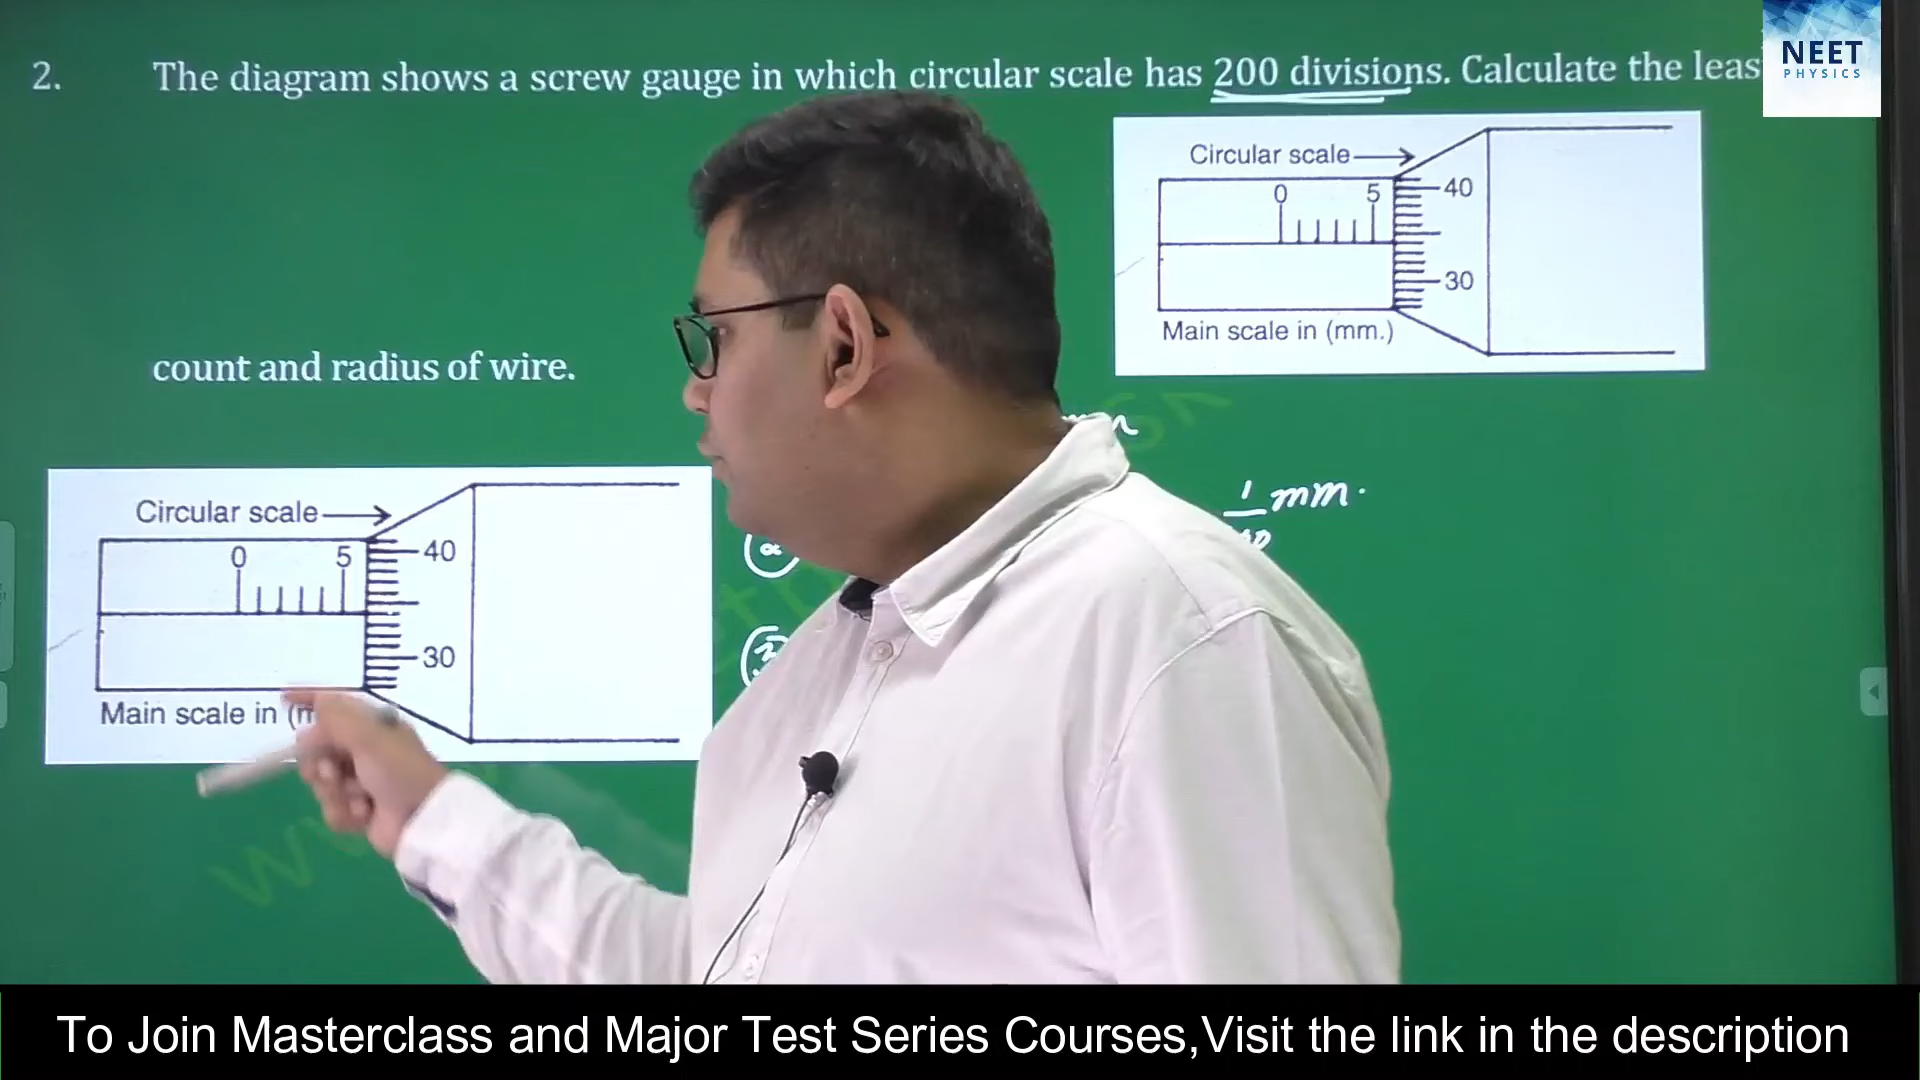 NEET
PHYSICS
2. The diagram shows a screw gauge in which circular scale has 200 divisions. Calculate the leas
Circular scale
0 5
40
30
Main scale in (mm.)
count and radius of wire.
Circular scale
0 5
40
30
Main scale in (m
1 mm.
To Join Masterclass and Major Test Series Courses,Visit the link in the description